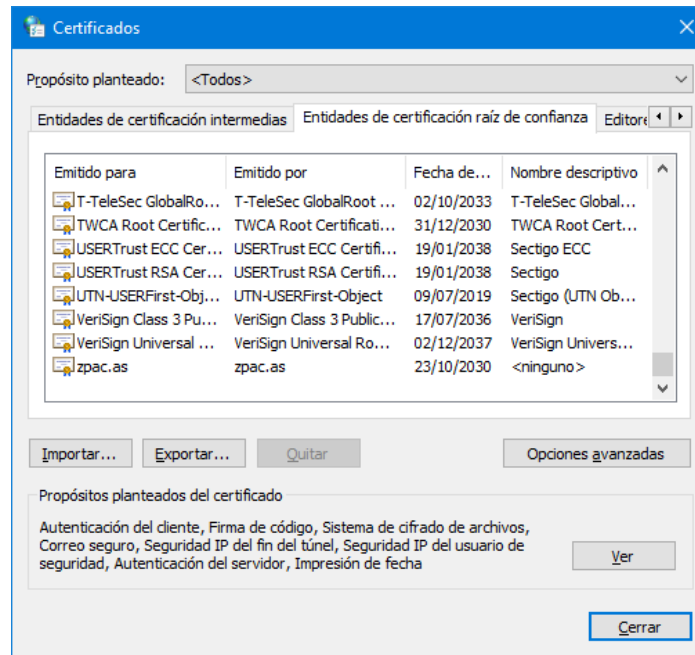 Certificados
Propósito planteado: <Todos>
Entidades de certificación intermedias Entidades de certificación raíz de confianza Editore
Emitido para Emitido por Fecha de... Nombre descriptivo
T-TeleSec GlobalRo... T-TeleSec GlobalRoot ... 02/10/2033 T-TeleSec Global...
TWCA Root Certific... TWCA Root Certificati... 31/12/2030 TWCA Root Cert...
USERTrust ECC Cer... USERTrust ECC Certifi... 19/01/2038 Sectigo ECC
USERTrust RSA Cer... USERTrust RSA Certifi... 19/01/2038 Sectigo
UTN-USERFirst-Obj... UTN-USERFirst-Object 09/07/2019 Sectigo (UTN Ob...
VeriSign Class 3 Pu... VeriSign Class 3 Public... 17/07/2036 VeriSign
VeriSign Universal ... VeriSign Universal Ro... 02/12/2037 VeriSign Univers...
zpac.as zpac.as 23/10/2030 <ninguno>
Importar... Exportar... Quitar Opciones avanzadas
Propósitos planteados del certificado
Autenticación del cliente, Firma de código, Sistema de cifrado de archivos,
Correo seguro, Seguridad IP del fin del túnel, Seguridad IP del usuario de
seguridad, Autenticación del servidor, Impresión de fecha
Ver
Cerrar